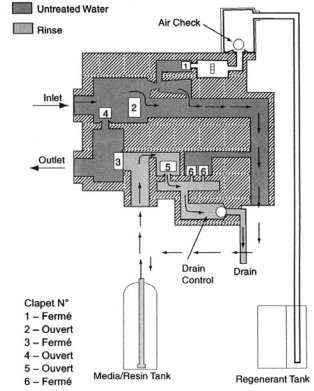 Untreated Water
Rinse
Air Check
1
Inlet
2
4
Outlet
3
5
6 6
Drain Control
Drain
Clapet N°
1 – Fermé
2 – Ouvert
3 – Fermé
4 – Ouvert
5 – Ouvert
6 – Fermé
Media/Resin Tank
Regenerant Tank